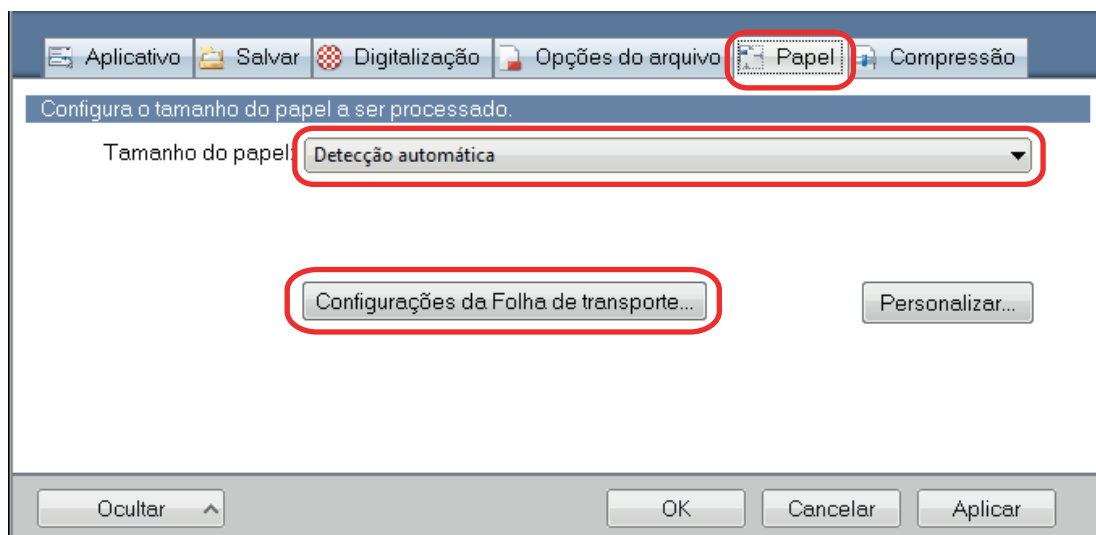 Aplicativo Salvar Digitalização Opções do arquivo Papel Compressão
Configura o tamanho do papel a ser processado.
Tamanho do papel: Detecção automática
Configurações da Folha de transporte... Personalizar...
Ocultar OK Cancelar Aplicar